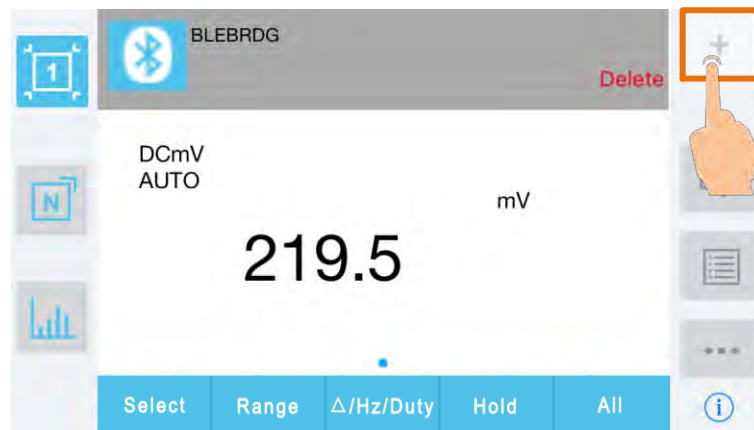 BLEBRDG
+
1
Delete
DCmV
AUTO
mV
N
219.5
Select Range △/Hz/Duty Hold All
i